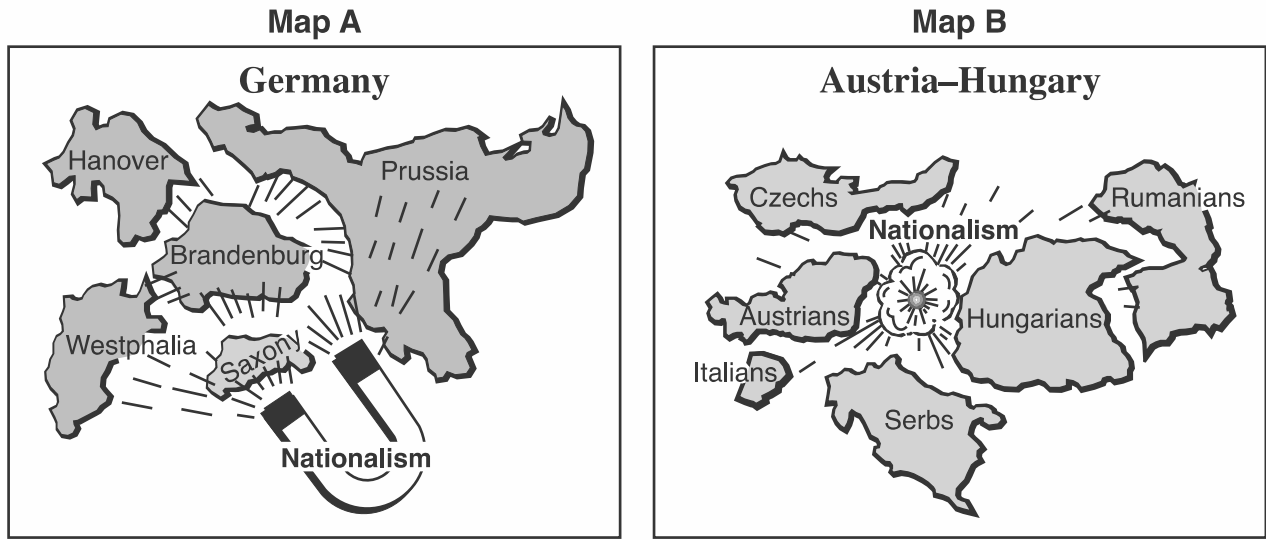 Map A
Germany
Hanover
Prussia
Brandenburg
Westphalia
Saxony
Nationalism
Map B
Austria–Hungary
Czechs
Rumanians
Nationalism
Austrians
Hungarians
Italians
Serbs